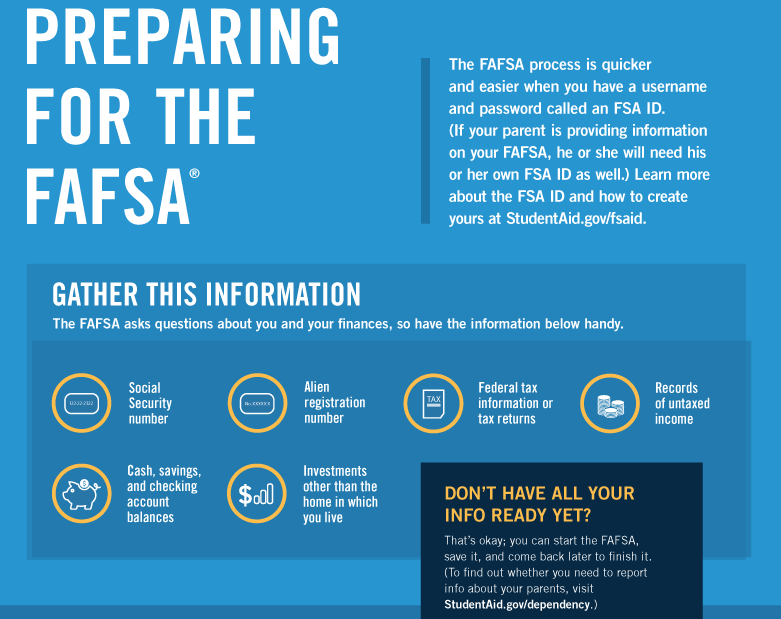 PREPARING
FOR THE
FAFSA®
The FAFSA process is quicker
and easier when you have a username
and password called an FSA ID.
(If your parent is providing information
on your FAFSA, he or she will need his
or her own FSA ID as well.) Learn more
about the FSA ID and how to create
yours at StudentAid.gov/fsaid.
GATHER THIS INFORMATION
The FAFSA asks questions about you and your finances, so have the information below handy.
Social
Security
number
No. XXXXXX
Alien
registration
number
TAX
Federal tax
information or
tax returns
Records
of untaxed
income
$
Cash, savings,
and checking
account
balances
$
Investments
other than the
home in which
you live
DON'T HAVE ALL YOUR
INFO READY YET?
That's okay; you can start the FAFSA,
save it, and come back later to finish it.
(To find out whether you need to report
info about your parents, visit
StudentAid.gov/dependency.)